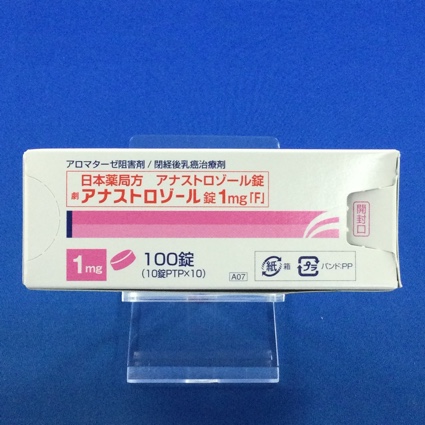 アロマターゼ阻害剤/閉経後乳癌治療剤
日本薬局方 アナストロゾール錠
劇 アナストロゾール錠1mg「F」
開封口
1mg
100錠
(10錠PTP×10)
A07
紙 箱
プラ バンド:PP